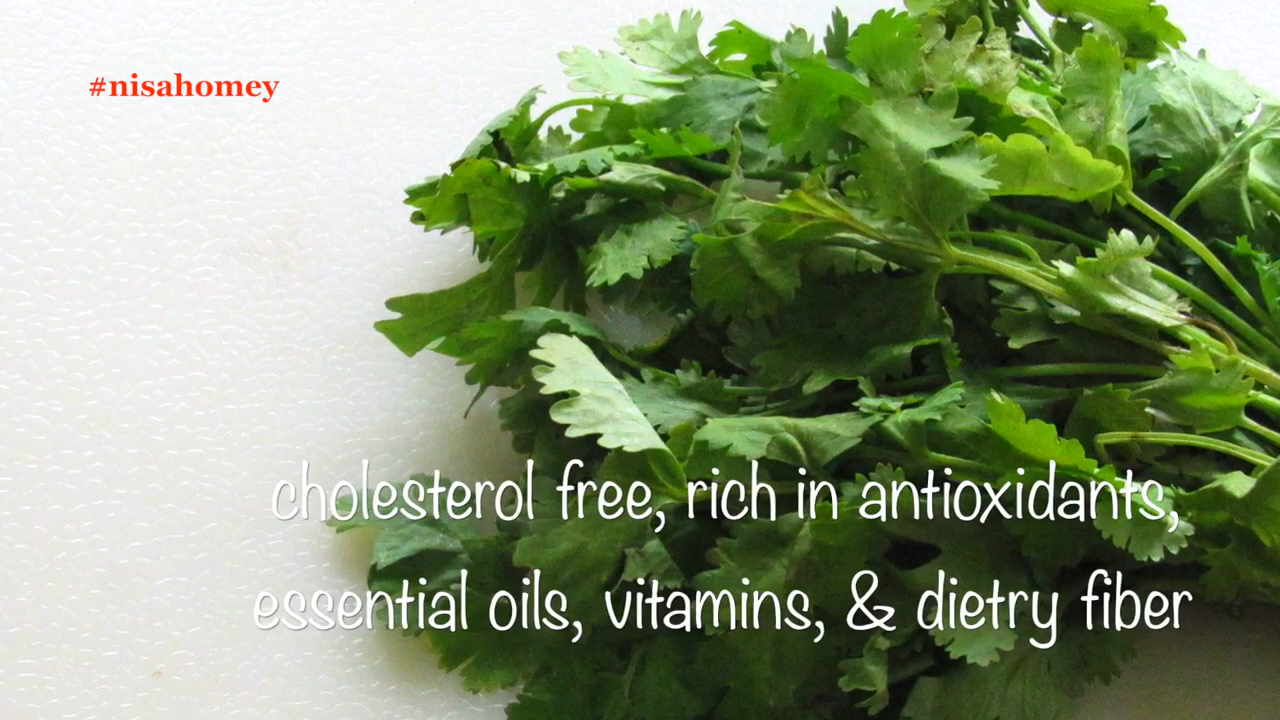 #nisahomey
cholesterol free, rich in antioxidants,
essential oils, vitamins, & dietry fiber